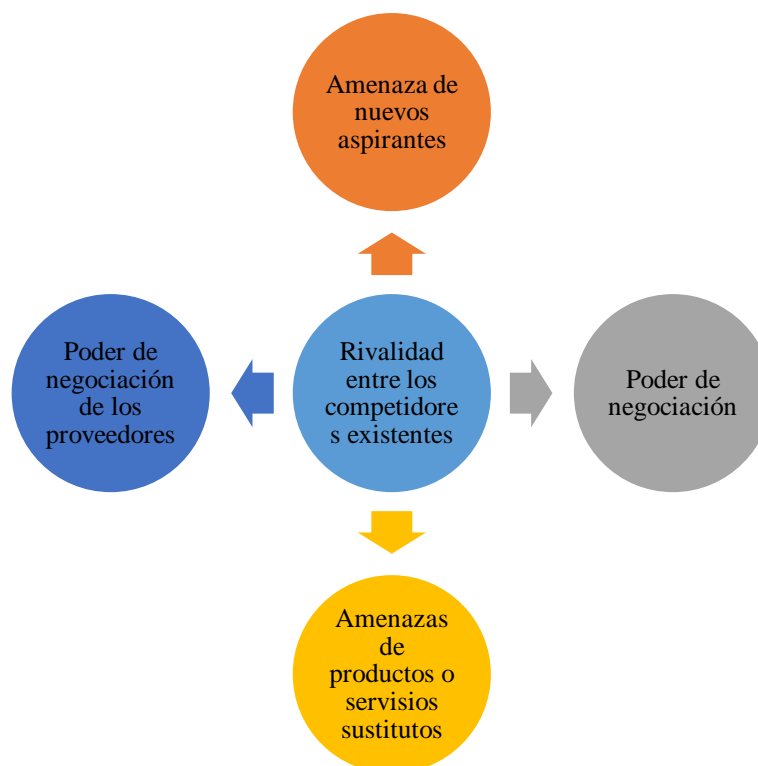 Amenaza de
nuevos
aspirantes
Poder de
negociación
de los
proveedores
Rivalidad
entre los
competidore
s existentes
Poder de
negociación
Amenazas
de
productos o
servisios
sustitutos